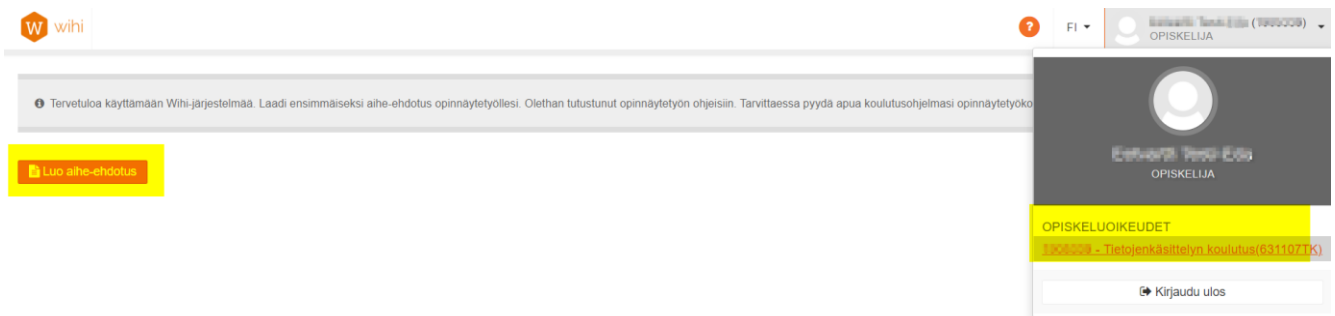 W wihi
? FI
OPISKELIJA
Tervetuloa käyttämään Wihi-järjestelmää. Laadi ensimmäiseksi aihe-ehdotus opinnäytetyöllesi. Olethan tutustunut opinnäytetyön ohjeisiin. Tarvittaessa pyydä apua koulutusohjelmasi opinnäytetyöko
OPISKELIJA
Luo aihe-ehdotus
OPISKELUOIKEUDET
- Tietojenkäsittelyn koulutus(631107TK)
Kirjaudu ulos